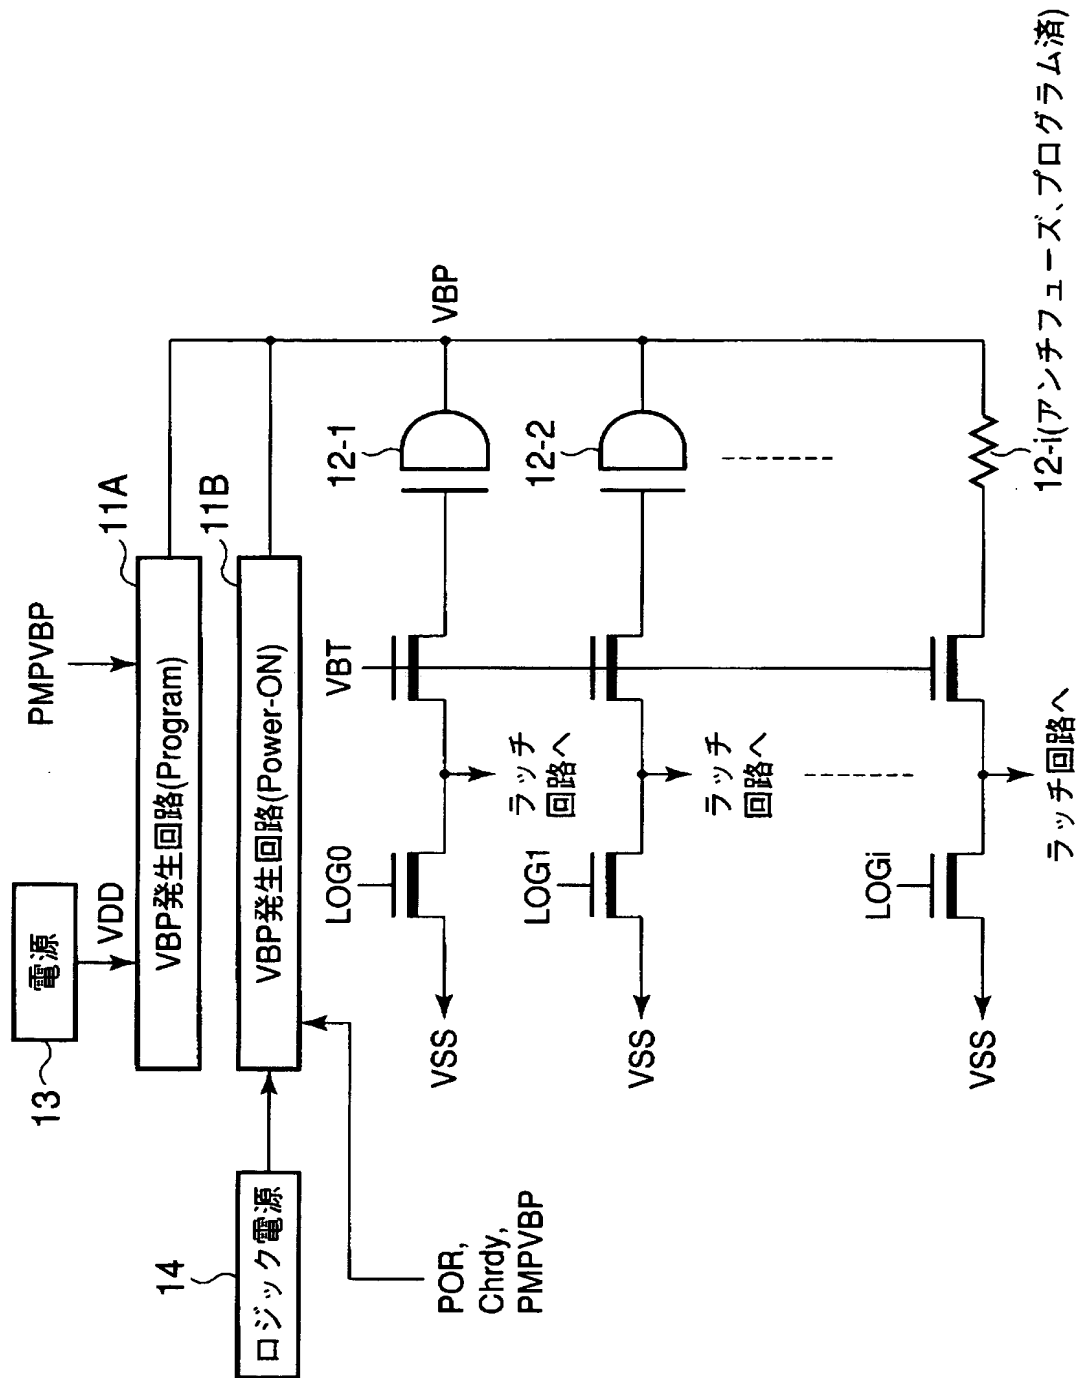 13
電源
VDD
PMPVBP
VBP発生回路(Program)
11A
14
ロジック電源
VBP発生回路(Power-ON)
11B
POR,
Chrdy,
PMPVBP
VBP
LOG0
VBT
12-1
VSS
ラッチ
回路へ
LOG1
12-2
VSS
ラッチ
回路へ
LOGi
12-i(アンチフューズ、プログラム済)
VSS
ラッチ回路へ